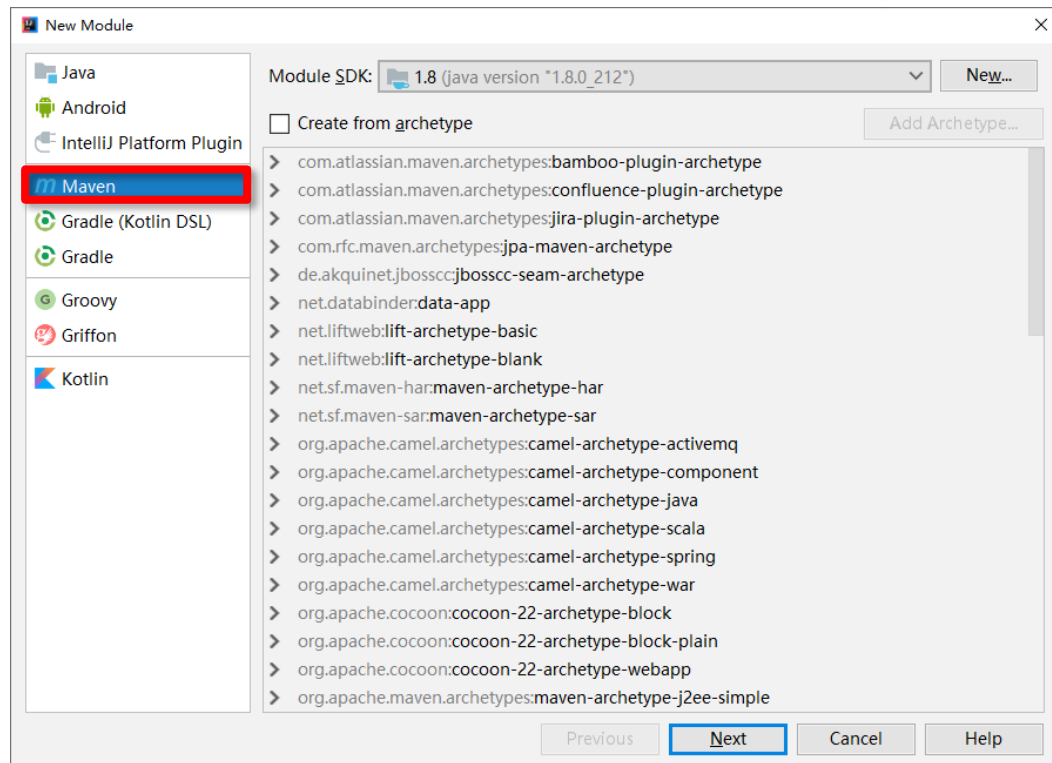 New Module
Java
Android
IntelliJ Platform Plugin
Maven
Gradle (Kotlin DSL)
Gradle
Groovy
Griffon
Kotlin
Module SDK: 1.8 (java version "1.8.0_212") New...
Create from archetype Add Archetype...
com.atlassian.maven.archetypes:bamboo-plugin-archetype
com.atlassian.maven.archetypes:confluence-plugin-archetype
com.atlassian.maven.archetypes:jira-plugin-archetype
com.rfc.maven.archetypes:jpa-maven-archetype
de.akquinet.jbosscc:jbosscc-seam-archetype
net.databinder:data-app
net.liftweb:lift-archetype-basic
net.liftweb:lift-archetype-blank
net.sf.maven-har:maven-archetype-har
net.sf.maven-sar:maven-archetype-sar
org.apache.camel.archetypes:camel-archetype-activemq
org.apache.camel.archetypes:camel-archetype-component
org.apache.camel.archetypes:camel-archetype-java
org.apache.camel.archetypes:camel-archetype-scala
org.apache.camel.archetypes:camel-archetype-spring
org.apache.camel.archetypes:camel-archetype-war
org.apache.cocoon:cocoon-22-archetype-block
org.apache.cocoon:cocoon-22-archetype-block-plain
org.apache.cocoon:cocoon-22-archetype-webapp
org.apache.maven.archetypes:maven-archetype-j2ee-simple
Previous Next Cancel Help